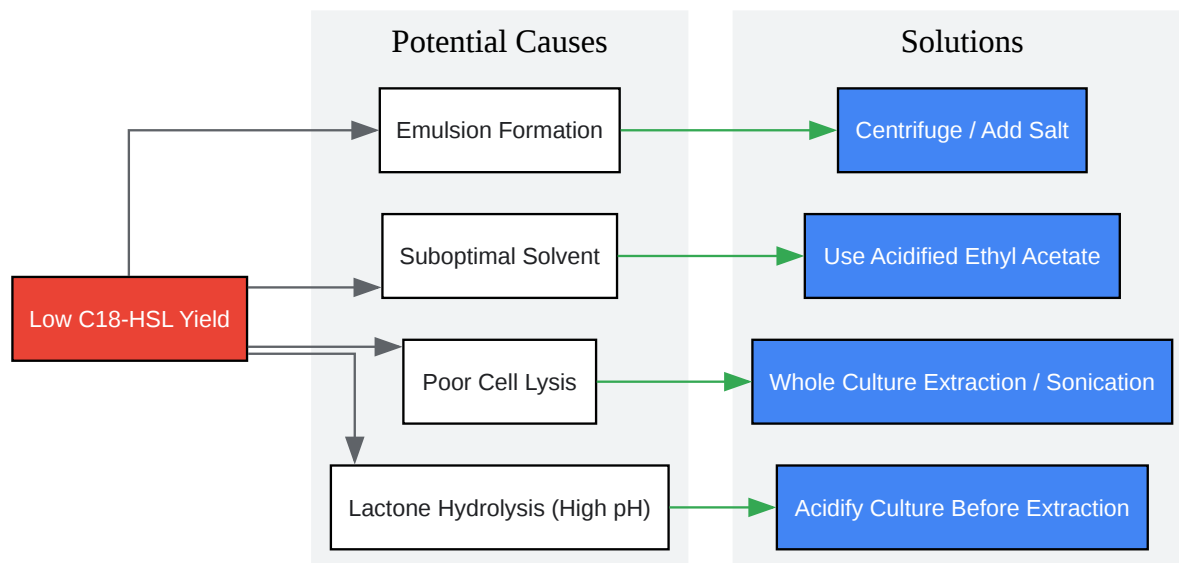 Potential Causes
Solutions
Emulsion Formation
Centrifuge / Add Salt
Suboptimal Solvent
Use Acidified Ethyl Acetate
Low C18-HSL Yield
Poor Cell Lysis
Whole Culture Extraction / Sonication
Lactone Hydrolysis (High pH)
Acidify Culture Before Extraction